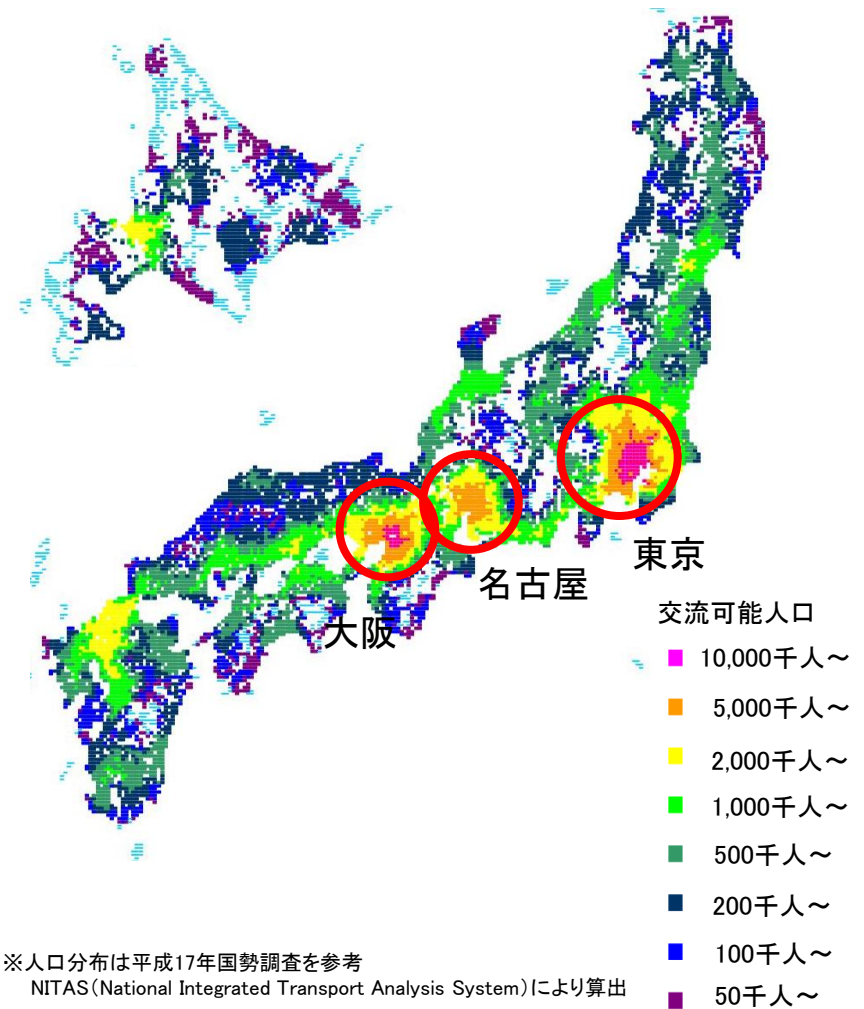 東京
名古屋
大阪
交流可能人口
10,000千人～
5,000千人～
2,000千人～
1,000千人～
500千人～
200千人～
100千人～
50千人～
※人口分布は平成17年国勢調査を参考
NITAS(National Integrated Transport Analysis System)により算出